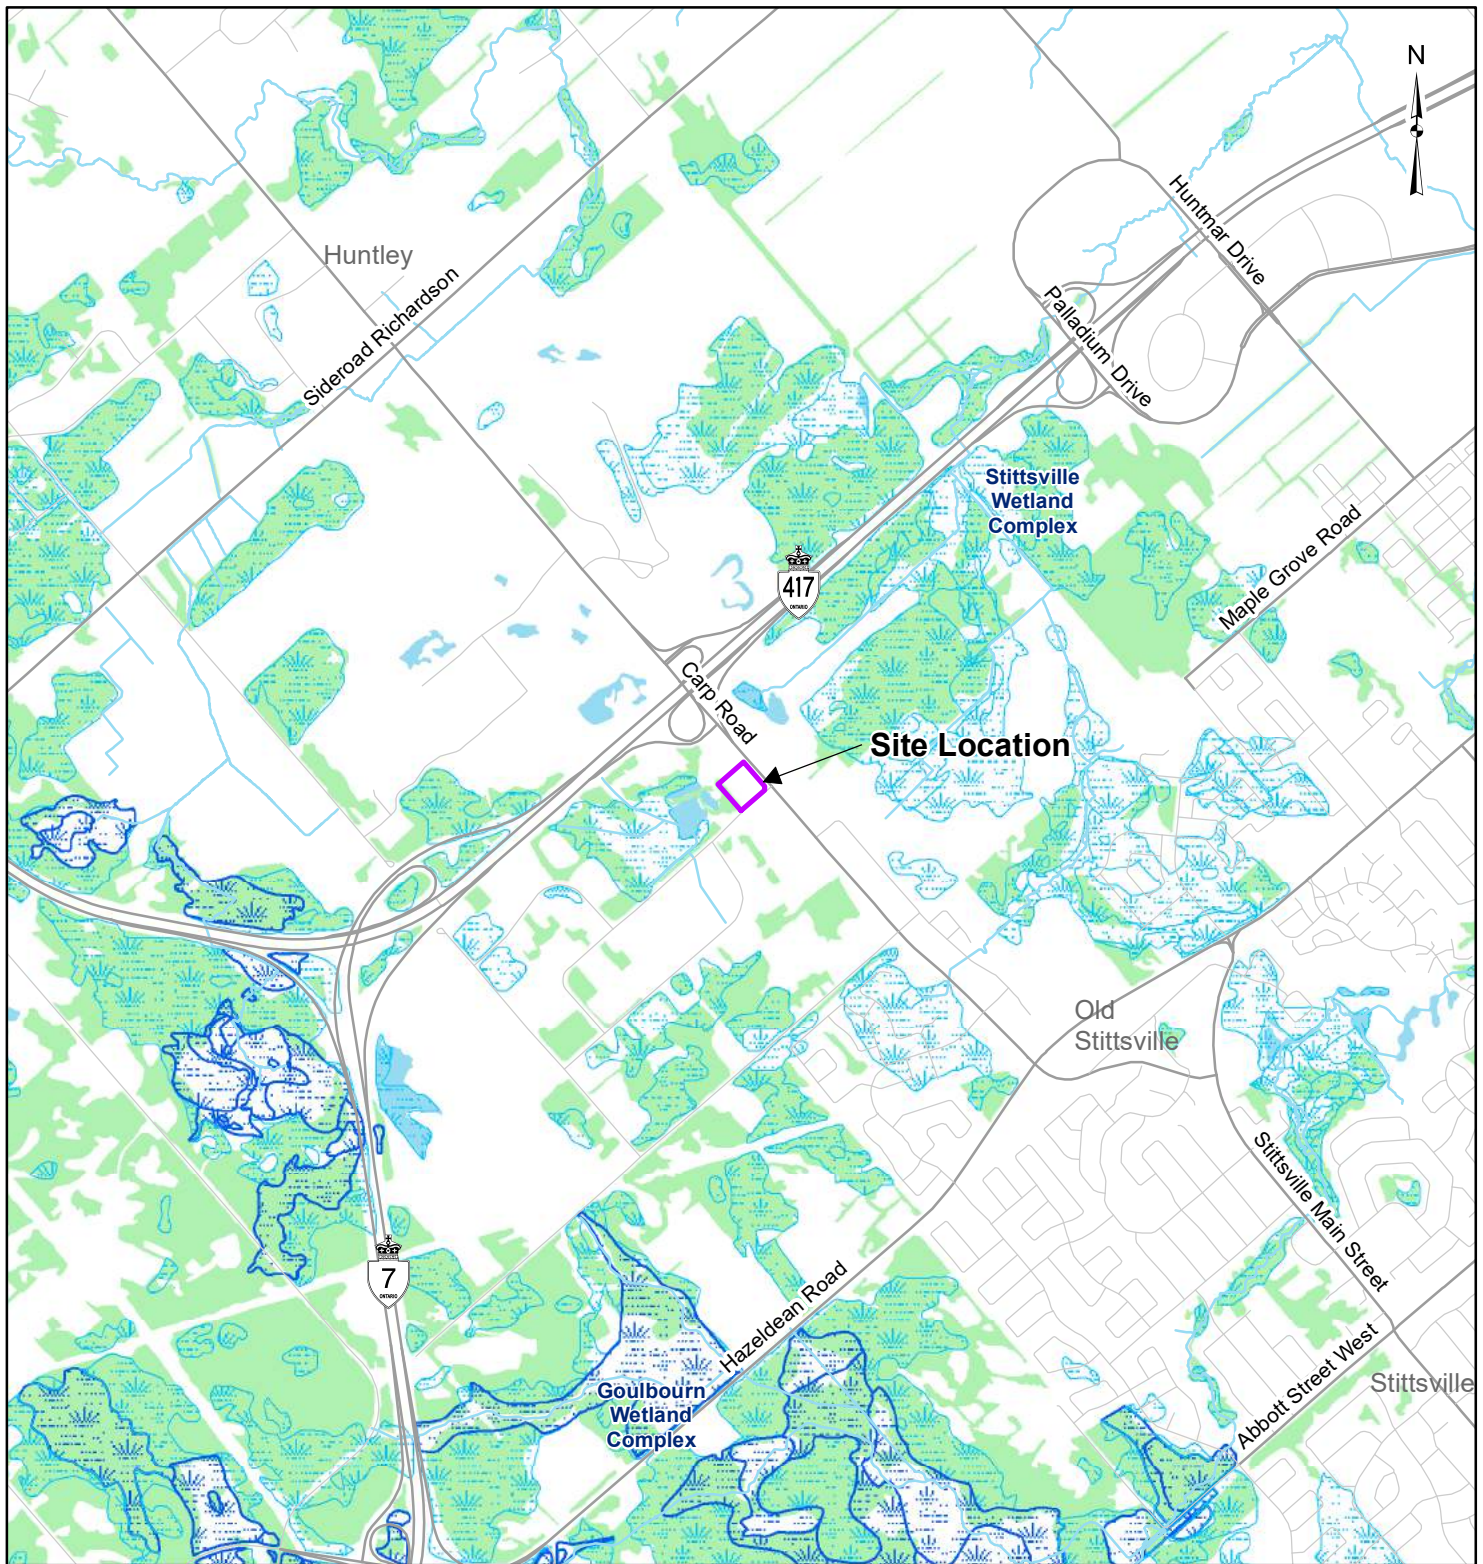 N
Huntmar Drive
Huntley
Sideroad Richardson
Palladium Drive
Stittsville
Wetland
Complex
417
ONTARIO
Maple Grove Road
Carp Road
Site Location
Old
Stittsville
Stittsville Main Street
7
ONTARIO
Hazeldean Road
Goulbourn
Wetland
Complex
Abbott Street West
Stittsville